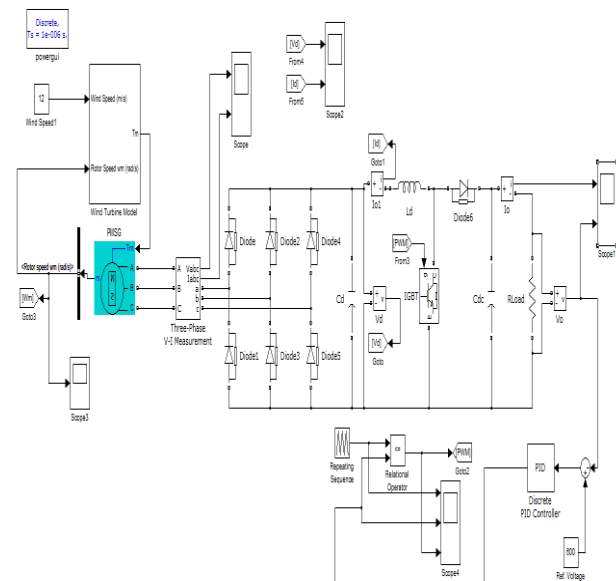 Discrete,
Ts = 1e-006 s.
powergui
12
Wind Speed1
Wind Speed (m/s)
Tm
Rotor Speed wm (rad/s)
Wind Turbine Model
Scope
[Vd]
From4
[Id]
From5
Scope2
[Id]
Goto1
Io1
Ld
Diode6
Io
Scope1
PMSG
Tm
m
A
B
C
<Rotor speed wm (rad/s)>
[Wm]
Goto3
Scope3
A
B
C
Vabc
Iabc
a
b
c
Three-Phase
V-I Measurement
Diode
Diode2
Diode4
Diode1
Diode3
Diode5
Cd
Vd
[Vd]
Goto
[PWM]
From3
IGBT
Cdc
RLoad
Vo
Repeating
Sequence
Relational
Operator
[PWM]
Goto2
Scope4
PID
Discrete
PID Controller
600
Ref. Voltage